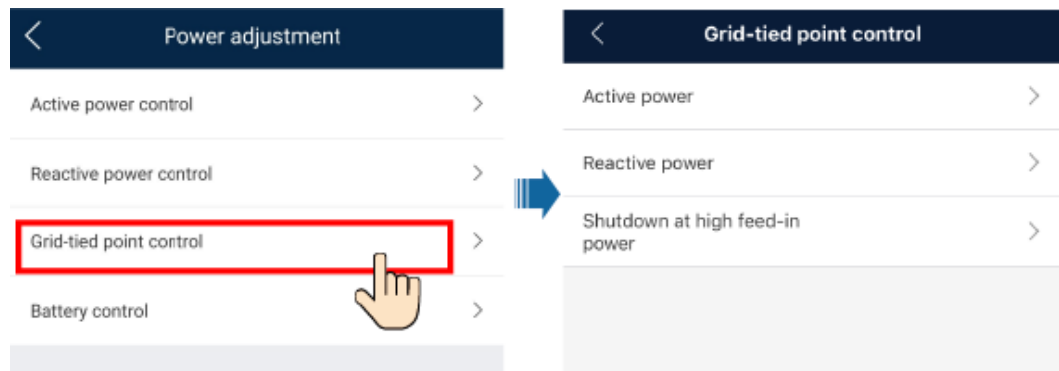 Power adjustment
Active power control
Reactive power control
Grid-tied point control
Battery control
Grid-tied point control
Active power
Reactive power
Shutdown at high feed-in
power